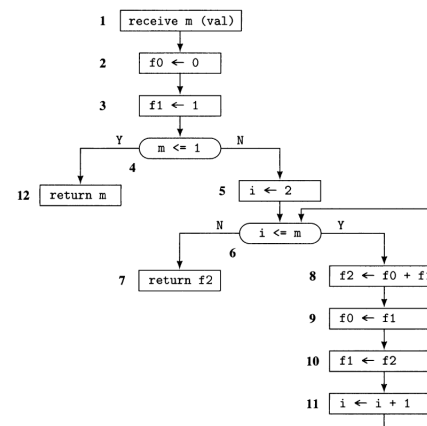 1 receive m (val)
2 f0 ← 0
3 f1 ← 1
Y N
m <= 1
4
12 return m
5 i ← 2
N Y
i <= m
6
7 return f2
8 f2 ← f0 +
9 f0 ← f1
10 f1 ← f2
11 i ← i + 1